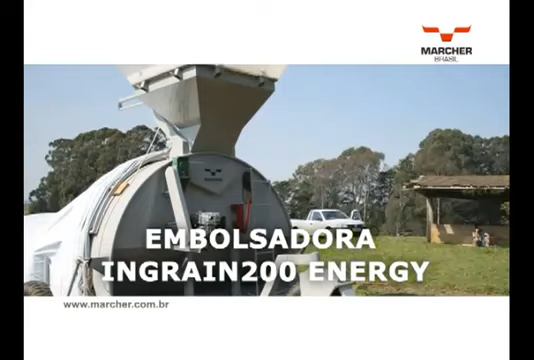 MARCHER
BRASIL
EMBOLSADORA
INGRAIN200 ENERGY
www.marcher.com.br